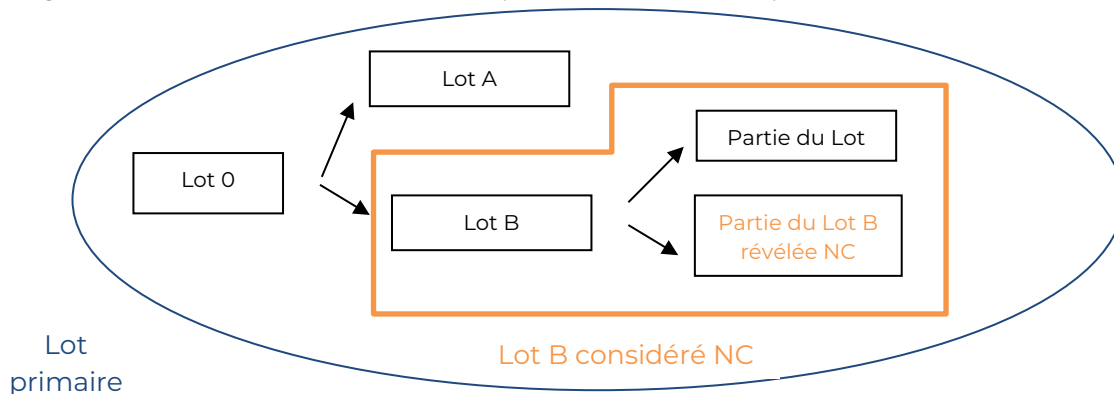 Lot A
Lot 0
Partie du Lot
Lot B
Partie du Lot B
révélée NC
Lot
primaire
Lot B considéré NC